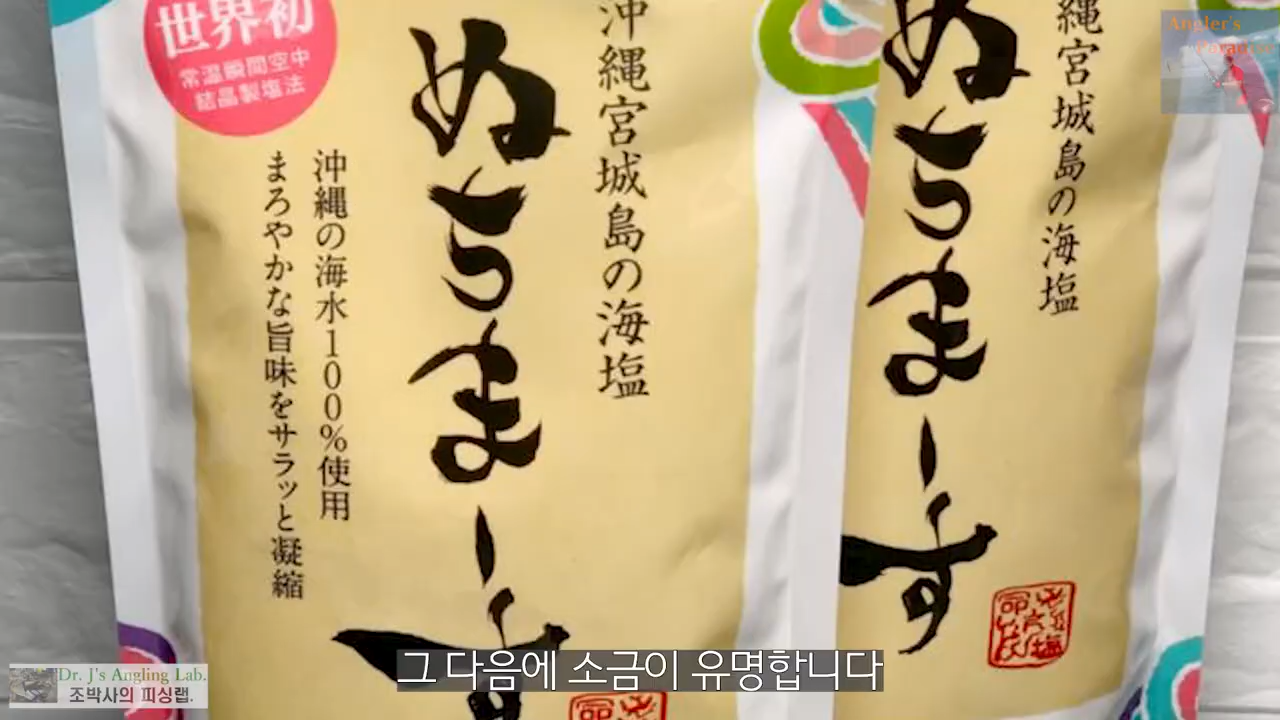 世界初
常温瞬間空中
結晶製塩法
沖縄宮城島の海塩
ぬちまーす
沖縄の海水100%使用
まろやかな旨味をサラッと凝縮
縄宮城島の海塩
ぬちまーす
Angler's
Paradise
그 다음에 소금이 유명합니다
Dr. J's Angling Lab.
조박사의 피싱랩.